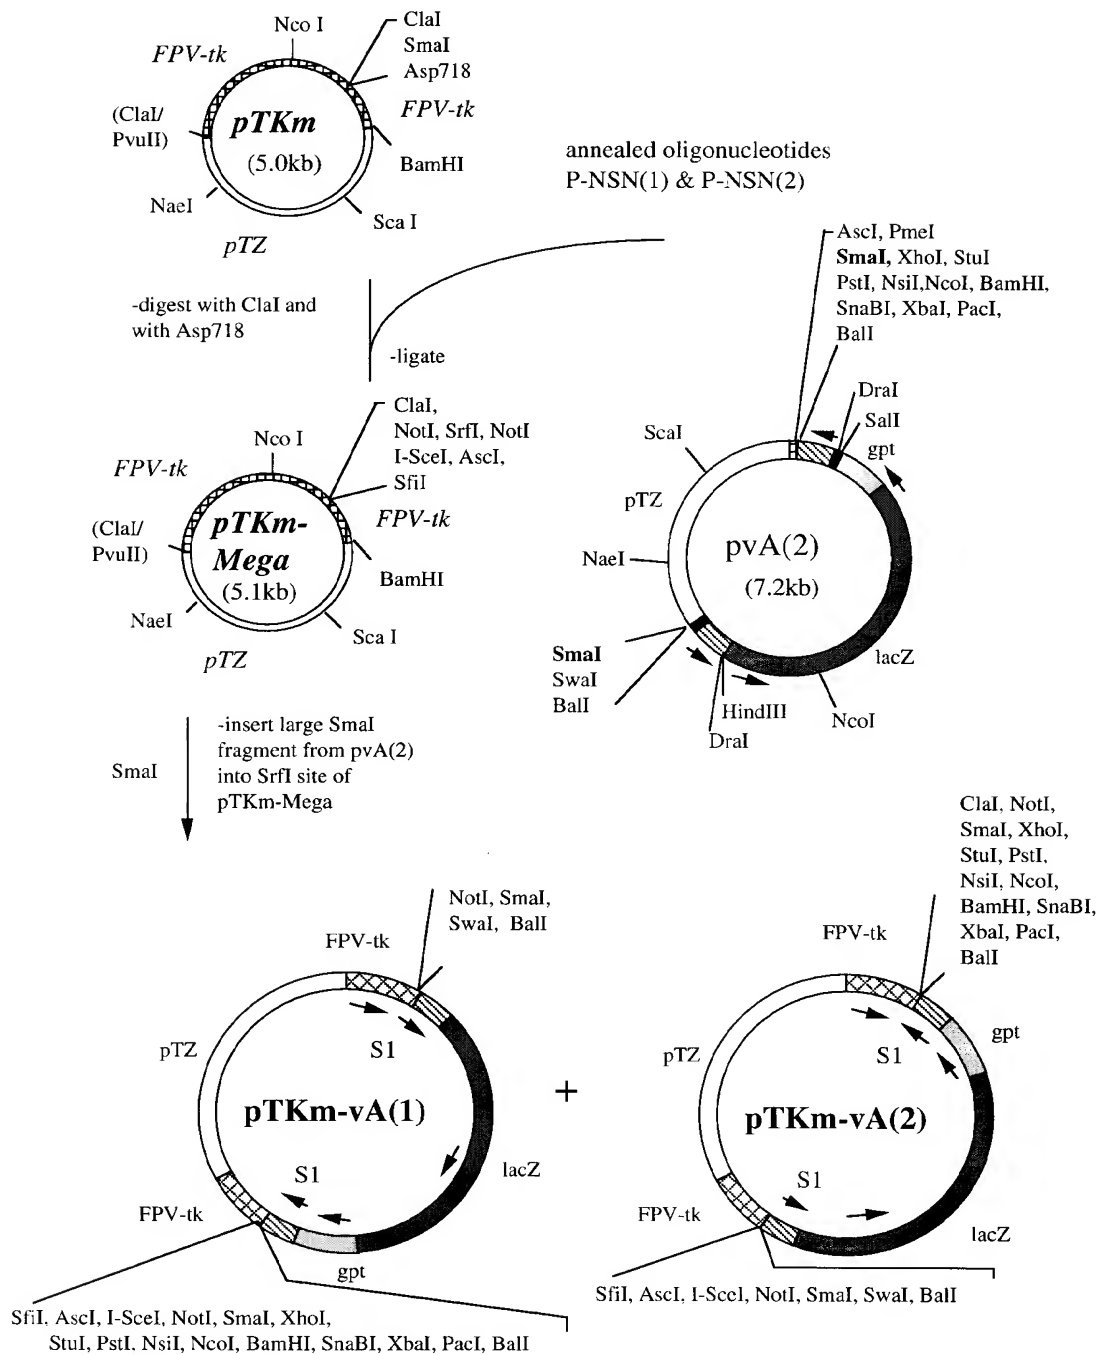 Nco I
ClaI
SmaI
Asp718
FPV-tk
FPV-tk
(ClaI/
PvuII)
pTKm
(5.0kb)
BamHI
NaeI
Sca I
pTZ
annealed oligonucleotides
P-NSN(1) & P-NSN(2)
-digest with ClaI and
with Asp718
-ligate
AscI, PmeI
SmaI, XhoI, StuI
PstI, NsiI,NcoI, BamHI,
SnaBI, XbaI, PacI,
BalI
DraI
SalI
gpt
ScaI
pTZ
NaeI
pvA(2)
(7.2kb)
lacZ
SmaI
SwaI
BalI
HindIII
DraI
NcoI
ClaI,
NotI, SrfI, NotI
I-SceI, AscI,
SfiI
Nco I
FPV-tk
FPV-tk
(ClaI/
PvuII)
pTKm-
Mega
(5.1kb)
BamHI
NaeI
Sca I
pTZ
SmaI
-insert large SmaI
fragment from pvA(2)
into SrfI site of
pTKm-Mega
NotI, SmaI,
SwaI, BalI
FPV-tk
pTZ
S1
pTKm-vA(1)
S1
lacZ
FPV-tk
gpt
SfiI, AscI, I-SceI, NotI, SmaI, XhoI,
StuI, PstI, NsiI, NcoI, BamHI, SnaBI, XbaI, PacI, BalI
+
ClaI, NotI,
SmaI, XhoI,
StuI, PstI,
NsiI, NcoI,
BamHI, SnaBI,
XbaI, PacI,
BalI
FPV-tk
pTZ
S1
gpt
pTKm-vA(2)
S1
FPV-tk
lacZ
SfiI, AscI, I-SceI, NotI, SmaI, SwaI, BalI